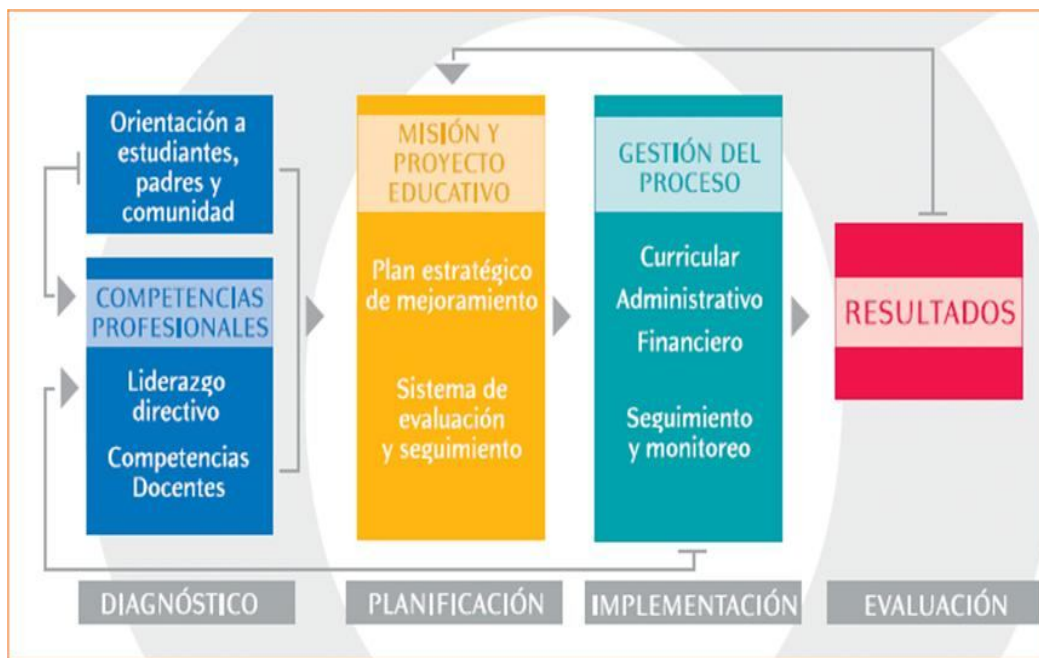 Orientación a
estudiantes,
padres y
comunidad
COMPETENCIAS
PROFESIONALES
Liderazgo
directivo
Competencias
Docentes
MISIÓN Y
PROYECTO
EDUCATIVO
Plan estratégico
de mejoramiento
Sistema de
evaluación
y seguimiento
GESTIÓN DEL
PROCESO
Curricular
Administrativo
Financiero
Seguimiento
y monitoreo
RESULTADOS
DIAGNÓSTICO
PLANIFICACIÓN
IMPLEMENTACIÓN
EVALUACIÓN